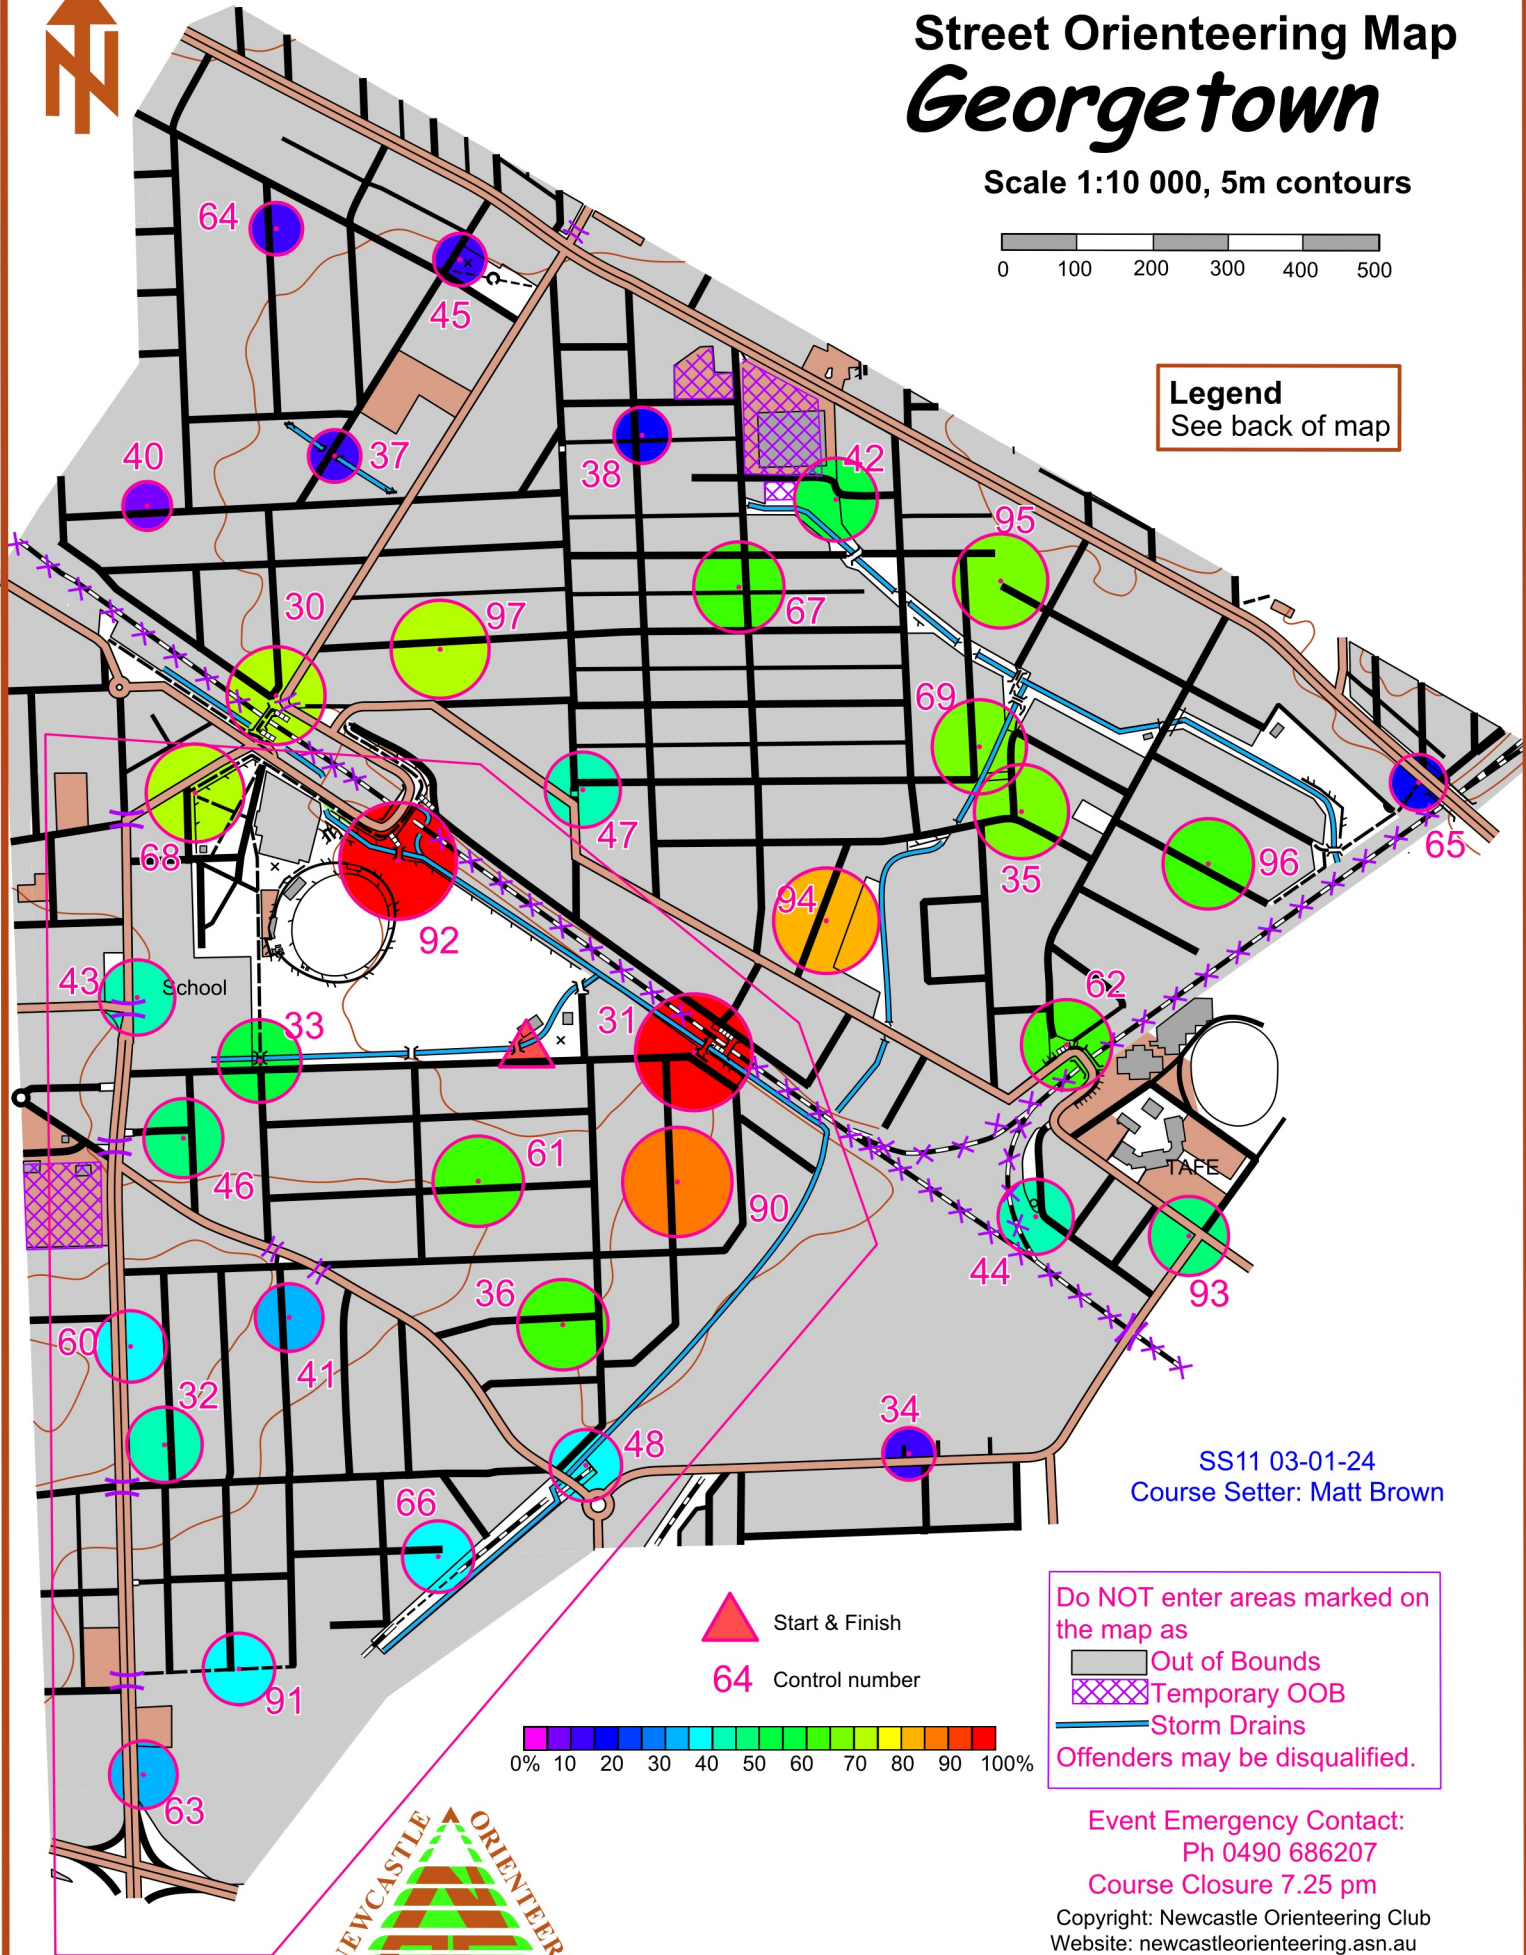 Street Orienteering Map
Georgetown
Scale 1:10 000, 5m contours
0 100 200 300 400 500
N
64
45
Legend
See back of map
40
37
38
42
95
30
97
67
69
68
47
65
35
96
94
92
43
School
33
31
62
61
46
90
TAFE
44
93
36
60
41
32
34
48
66
SS11 03-01-24
Course Setter: Matt Brown
91
63
Start & Finish
64 Control number
0% 10 20 30 40 50 60 70 80 90 100%
Do NOT enter areas marked on
the map as
Out of Bounds
Temporary OOB
Storm Drains
Offenders may be disqualified.
Event Emergency Contact:
Ph 0490 686207
Course Closure 7.25 pm
Copyright: Newcastle Orienteering Club
Website: newcastleorienteering.asn.au
NEWCASTLE
ORIENTEER